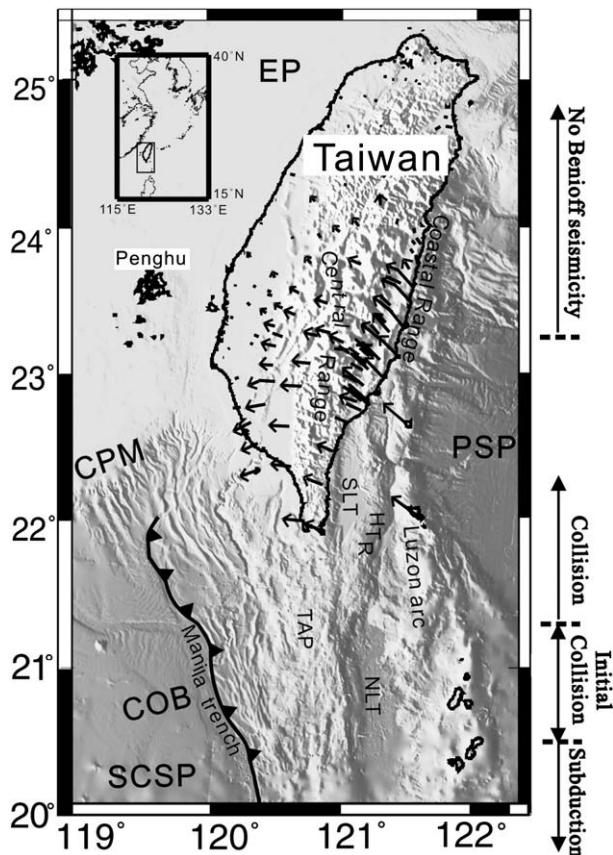 40°N
EP
25°
15°N
115°E
133°E
Taiwan
No Benioff seismicity
24°
Penghu
Coastal Range
Central
Range
23°
PSP
CPM
SLT
HTR
Luzon arc
22°
Collision
TAP
Manila trench
Initial
Collision
21°
NLT
COB
SCSP
Subduction
20°
119°
120°
121°
122°